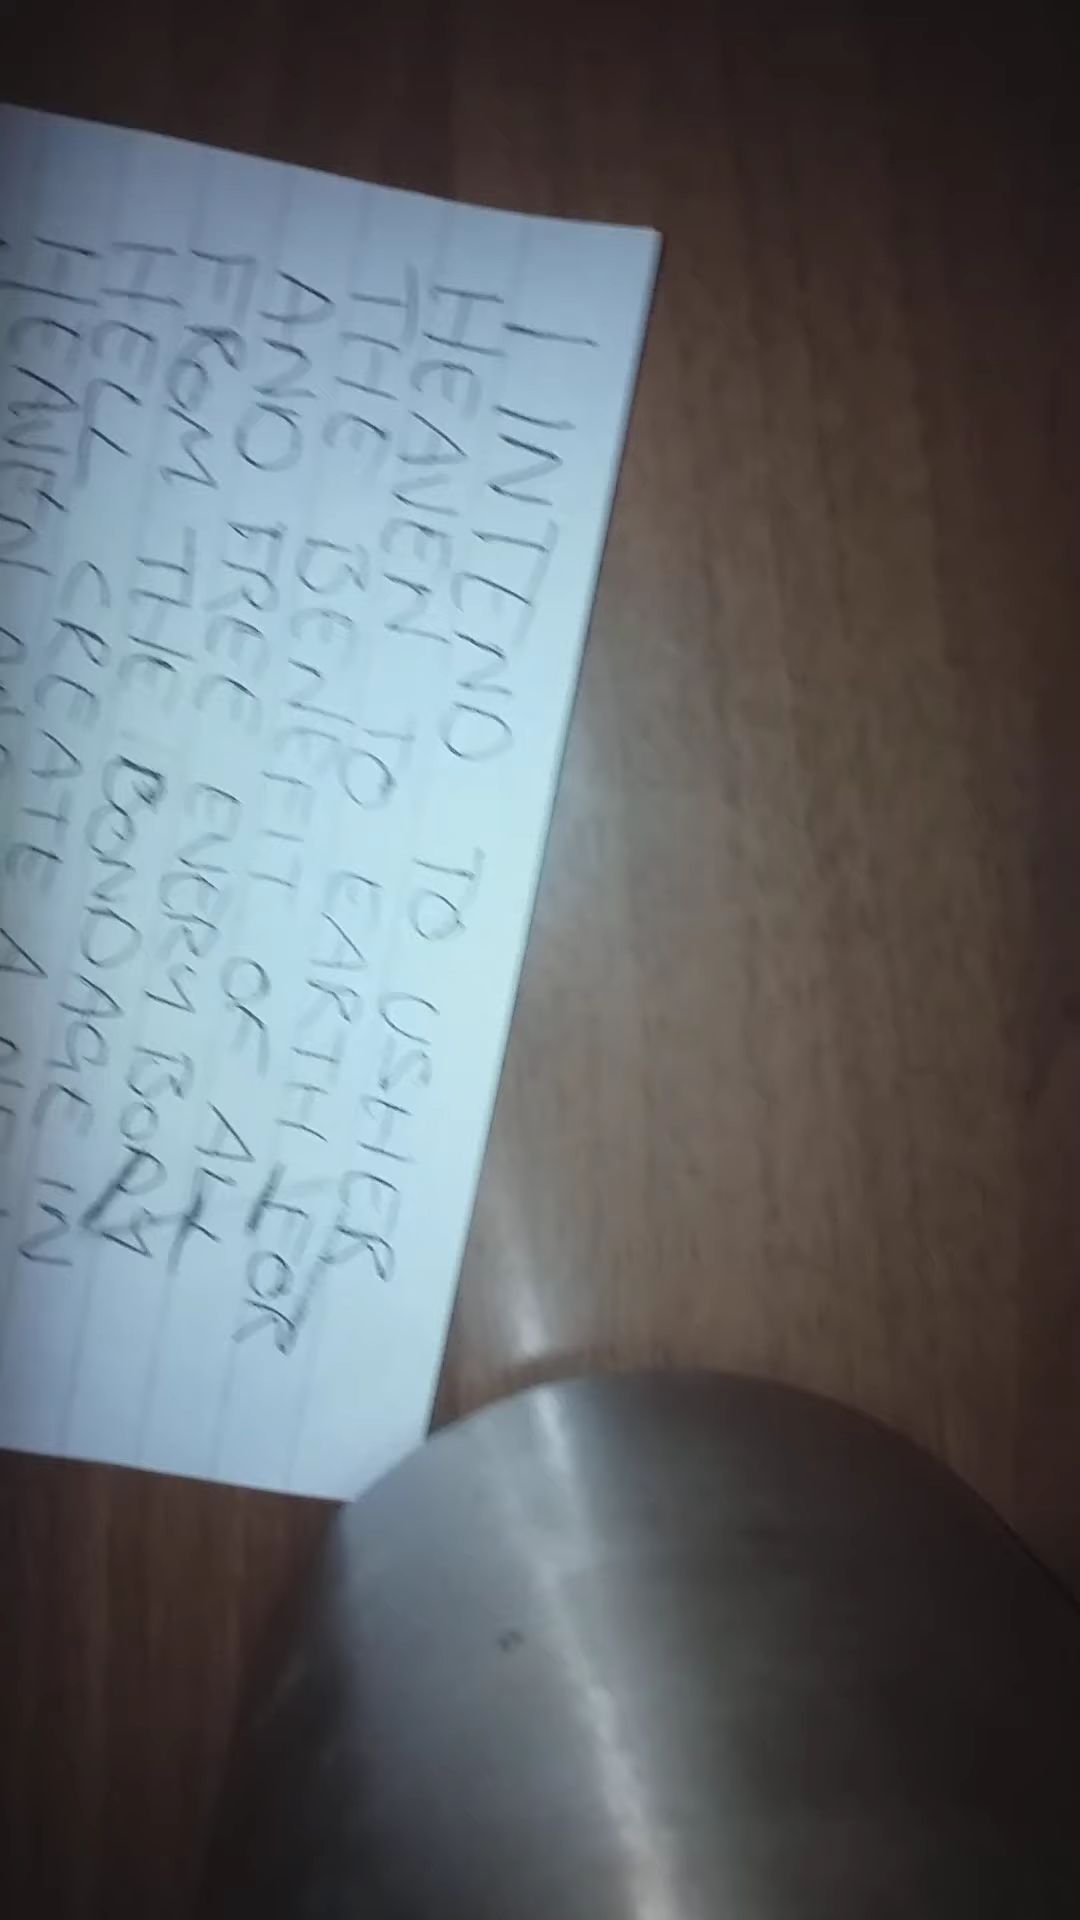 I INTEND TO USHER
HEAVEN TO EARTH FOR
THE BENEFIT OF ALL
AND FREE EVERY BODY
FROM THE BONDAGE IN
HELL CREATE A
HEAVEN